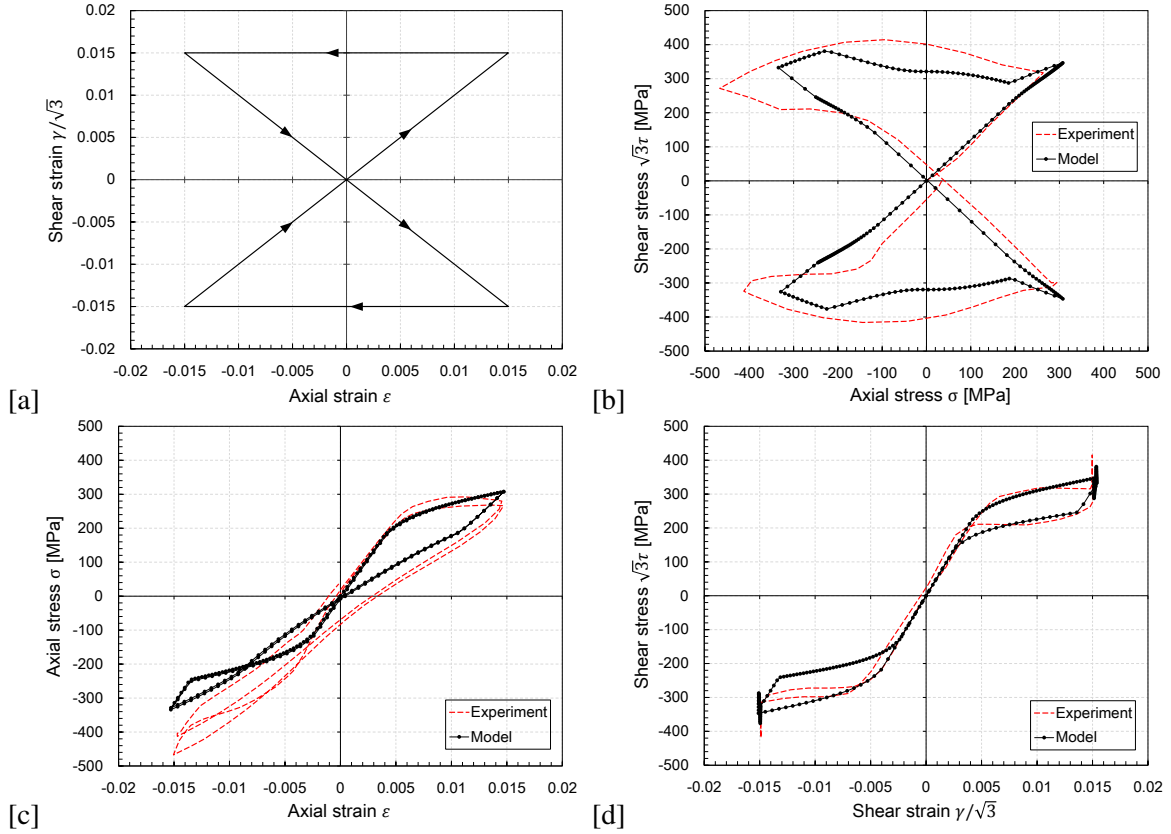 0.02
0.015
0.01
0.005
0
-0.005
-0.01
-0.015
-0.02
Shear strain γ/√3
-0.02 -0.015 -0.01 -0.005 0 0.005 0.01 0.015 0.02
Axial strain ε
[a]
500
400
300
200
100
0
-100
-200
-300
-400
-500
Shear stress √3τ [MPa]
Experiment
Model
-500 -400 -300 -200 -100 0 100 200 300 400 500
Axial stress σ [MPa]
[b]
500
400
300
200
100
0
-100
-200
-300
-400
-500
Axial stress σ [MPa]
Experiment
Model
-0.02 -0.015 -0.01 -0.005 0 0.005 0.01 0.015 0.02
Axial strain ε
[c]
500
400
300
200
100
0
-100
-200
-300
-400
-500
Shear stress √3τ [MPa]
Experiment
Model
-0.02 -0.015 -0.01 -0.005 0 0.005 0.01 0.015 0.02
Shear strain γ/√3
[d]